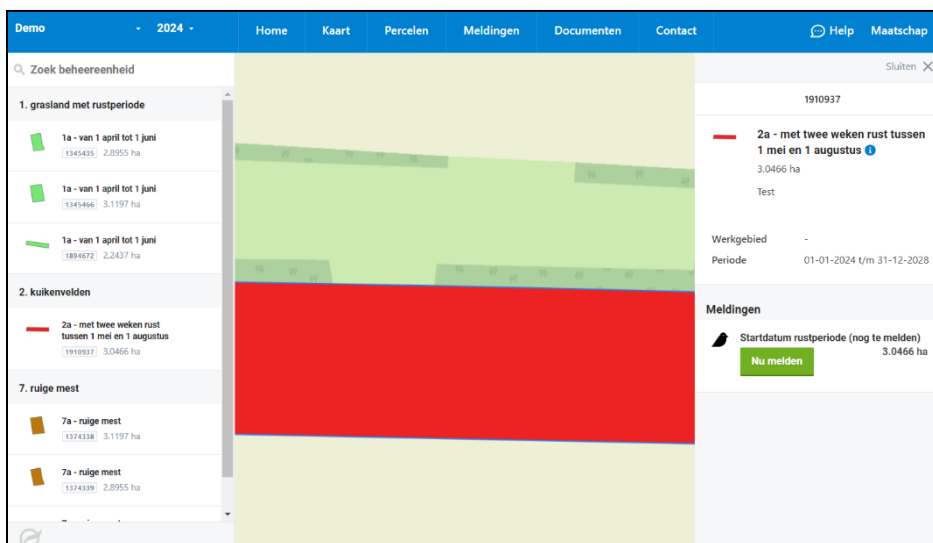 Demo - 2024 - Home Kaart Percelen Meldingen Documenten Contact Help Maatschap
Zoek beheereenheid
1. grasland met rustperiode
1a - van 1 april tot 1 juni
1345435 2.8955 ha
1a - van 1 april tot 1 juni
1345466 3.1197 ha
1a - van 1 april tot 1 juni
1894672 2.2437 ha
2. kuikenvelden
2a - met twee weken rust
tussen 1 mei en 1 augustus
1910937 3.0466 ha
7. ruige mest
7a - ruige mest
1374338 3.1197 ha
7a - ruige mest
1374339 2.8955 ha
Sluiten
1910937
2a - met twee weken rust tussen
1 mei en 1 augustus
3.0466 ha
Test
Werkgebied -
Periode 01-01-2024 t/m 31-12-2028
Meldingen
Startdatum rustperiode (nog te melden)
3.0466 ha
Nu melden